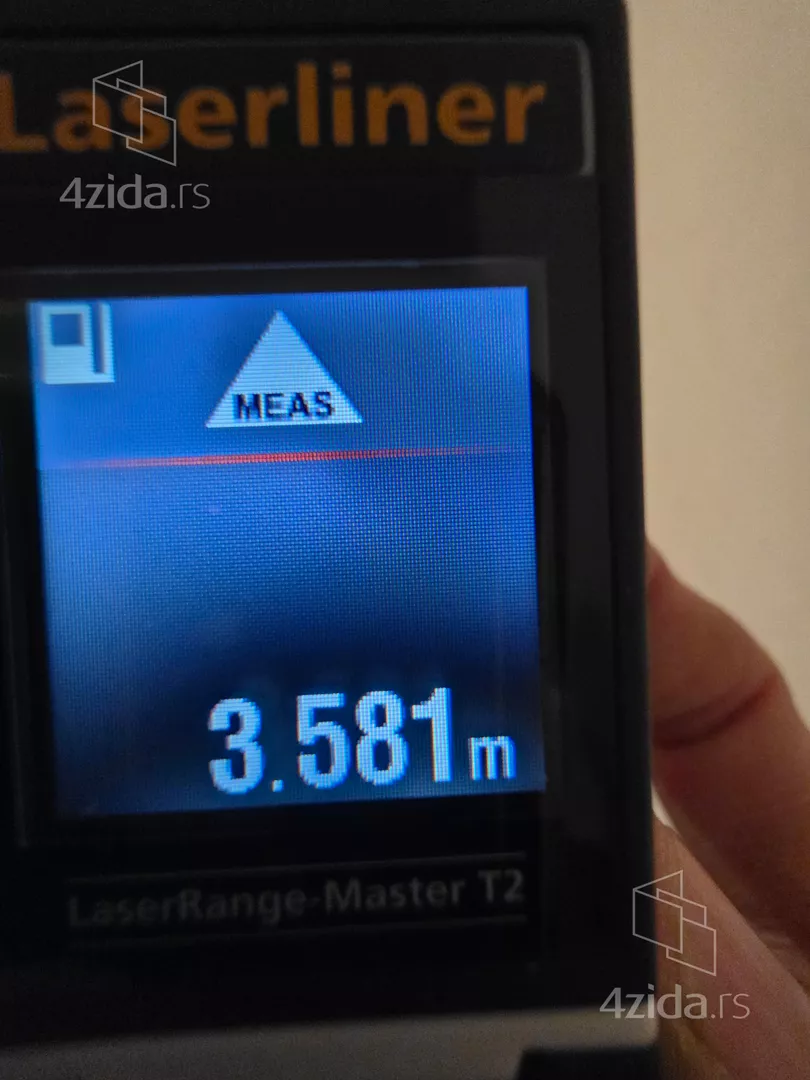 Laserliner
4zida.rs
MEAS
3.581m
LaserRange-Master T2
4zida.rs